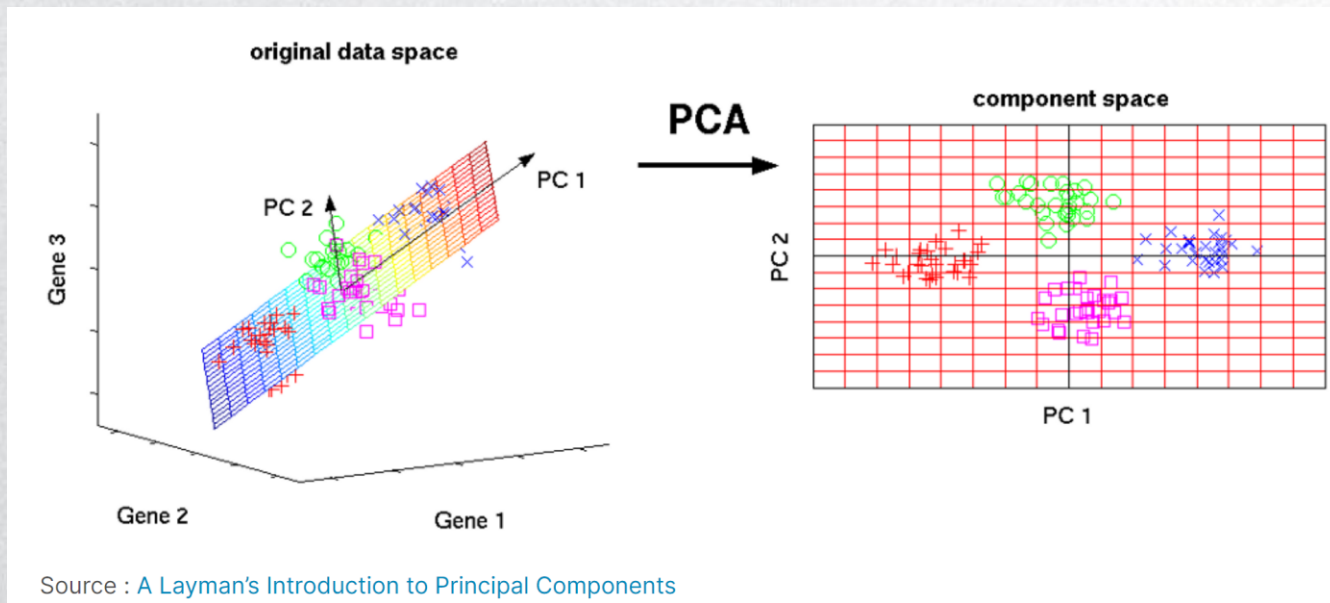 original data space
PCA
component space
PC 1
PC 2
Gene 3
PC 2
Gene 2
Gene 1
PC 1
Source : A Layman’s Introduction to Principal Components